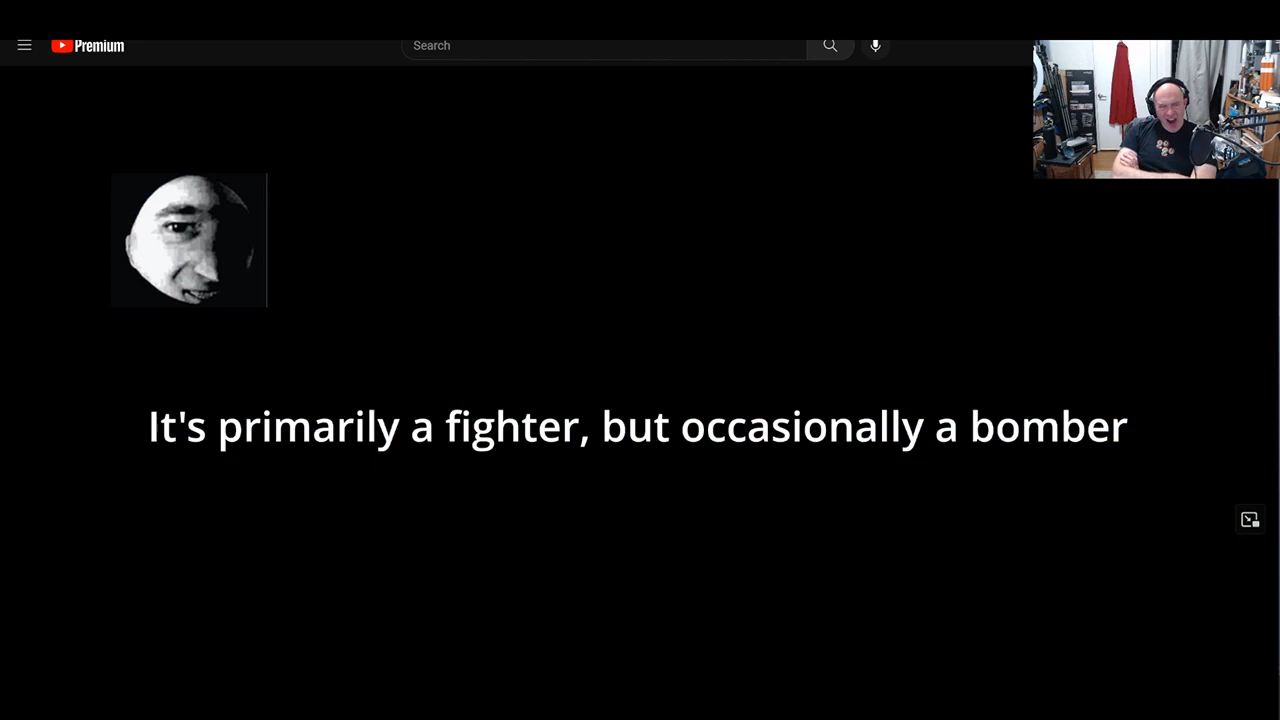 Premium
Search
It's primarily a fighter, but occasionally a bomber